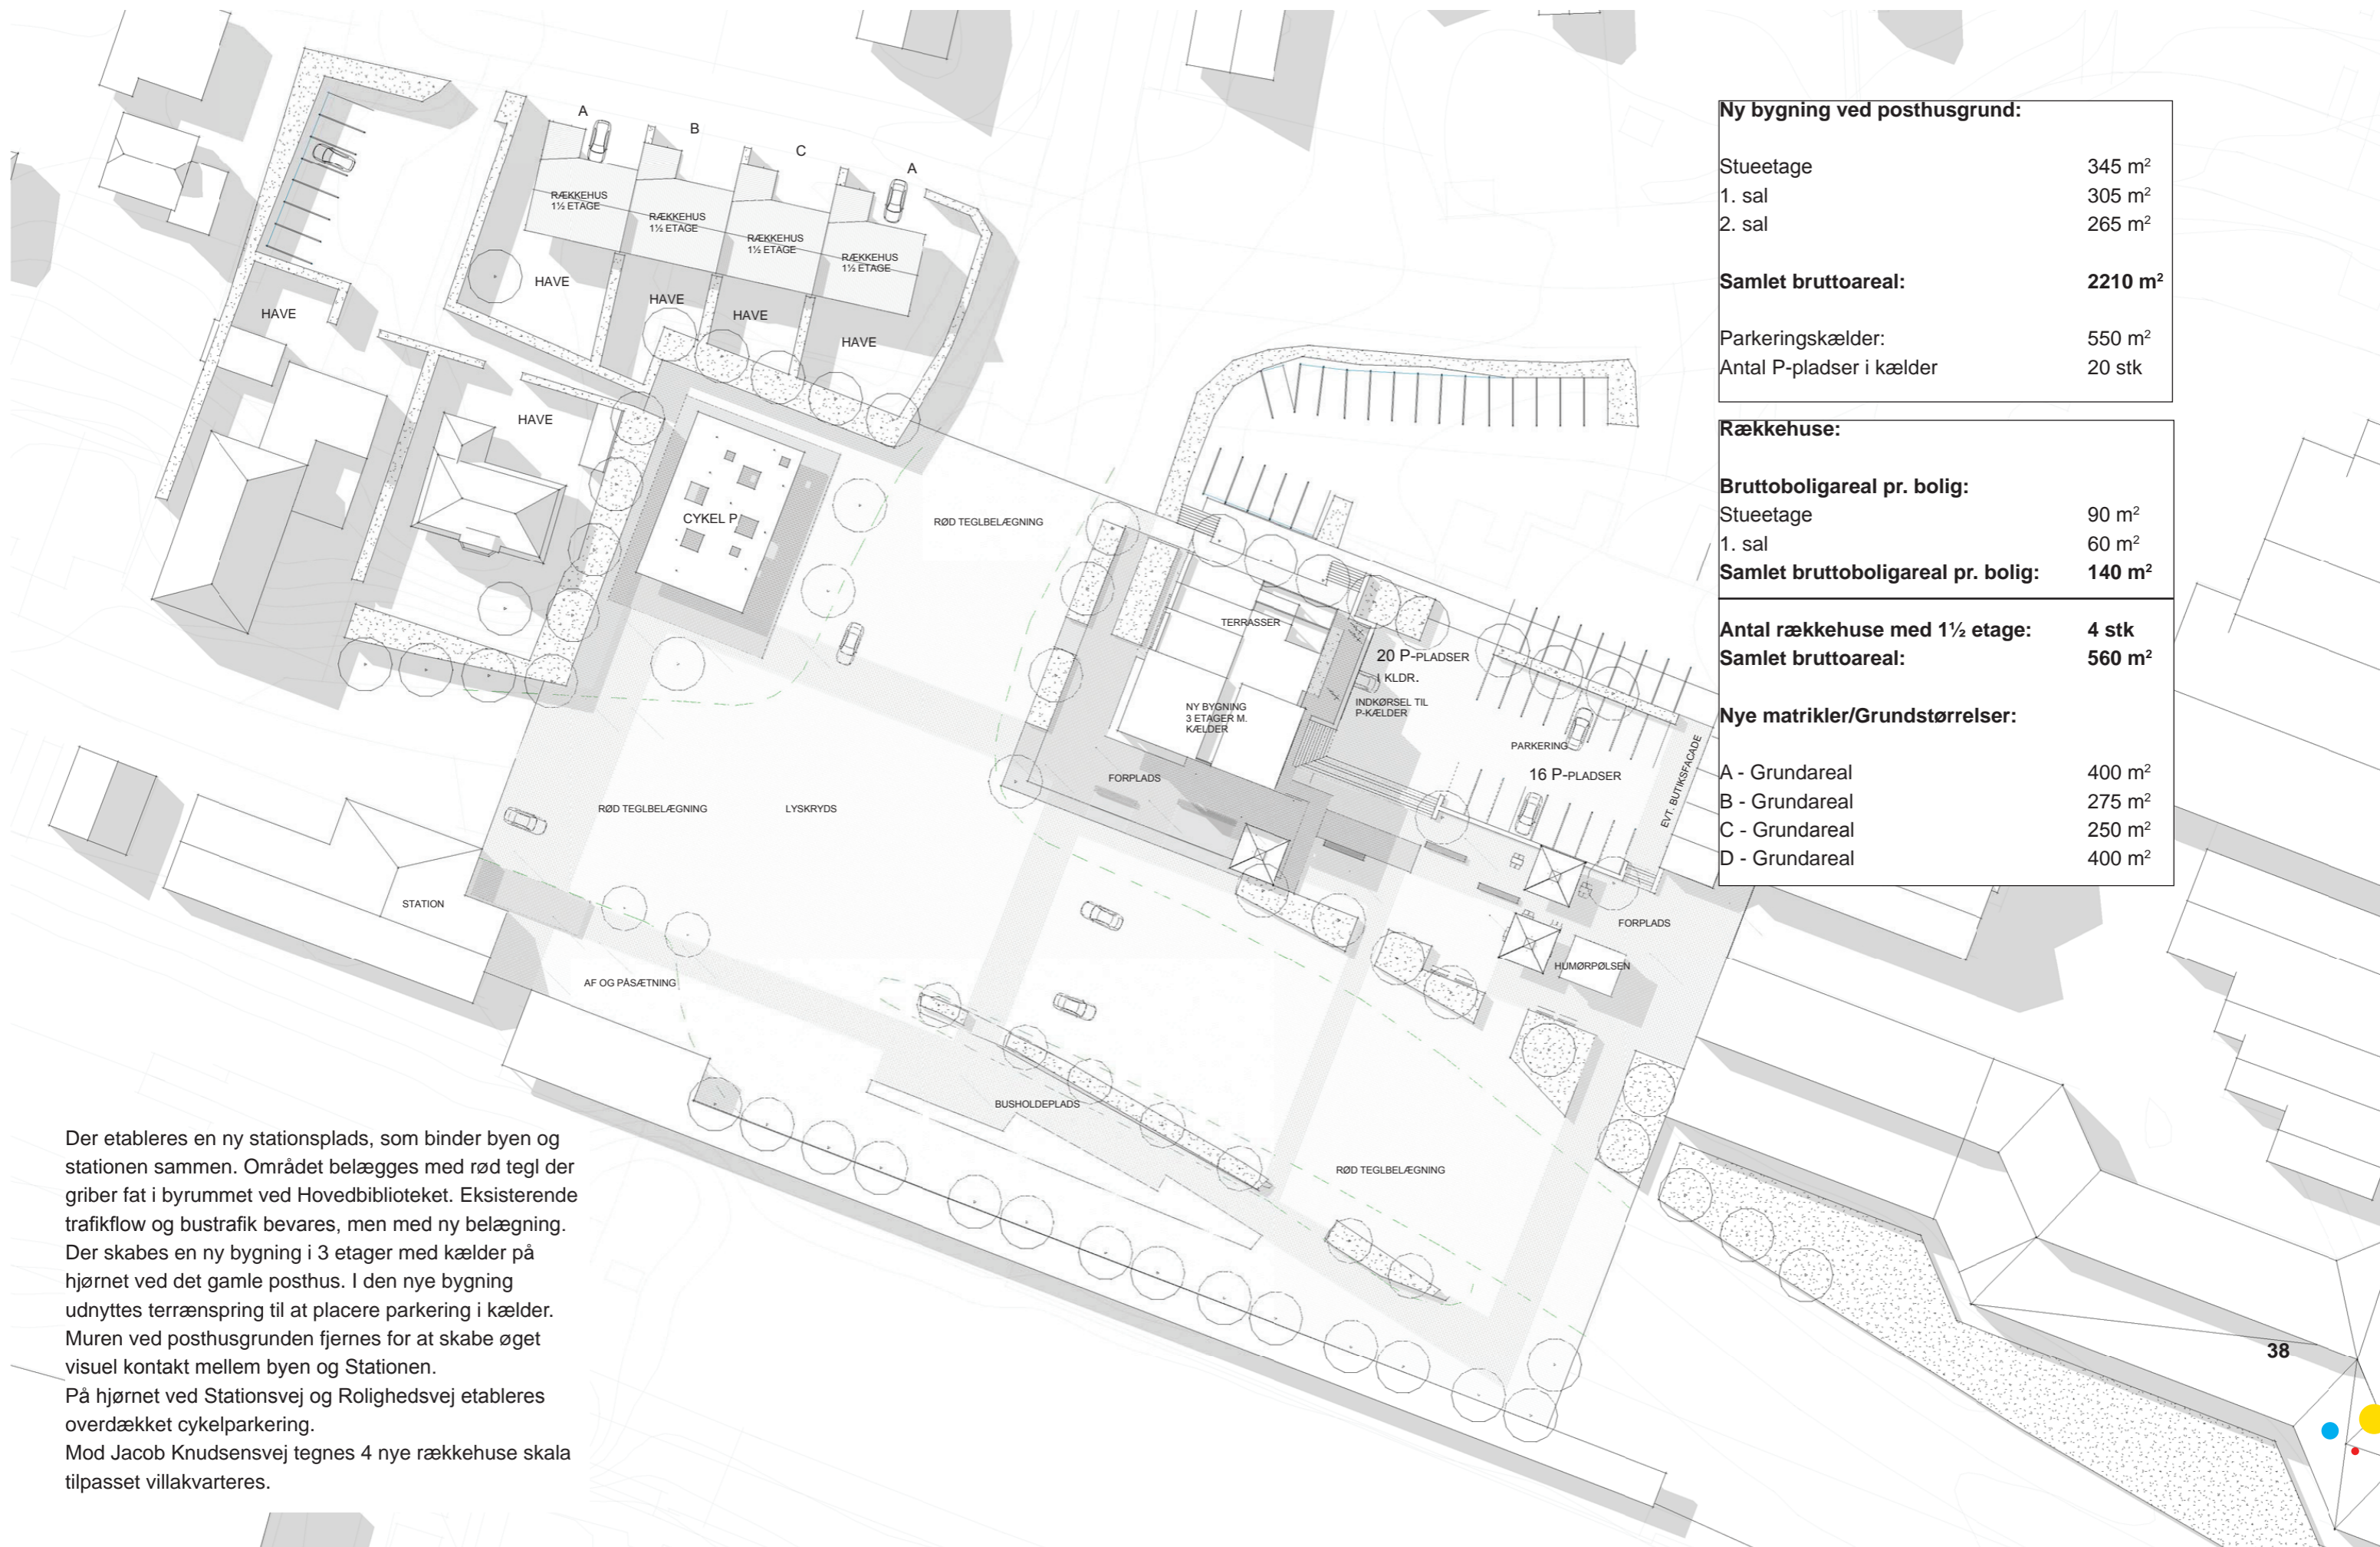 A
B
C
A
RÆKKEHUS
1½ ETAGE
RÆKKEHUS
1½ ETAGE
RÆKKEHUS
1½ ETAGE
RÆKKEHUS
1½ ETAGE
HAVE
HAVE
HAVE
HAVE
HAVE
HAVE
CYKEL P
RØD TEGLBELÆGNING
TERRASSER
20 P-PLADSER
I KLDR.
INDKØRSEL TIL
P-KÆLDER
NY BYGNING
3 ETAGER M.
KÆLDER
PARKERING
16 P-PLADSER
EVT. BUTIKSFACADE
FORPLADS
RØD TEGLBELÆGNING
LYSKRYDS
STATION
FORPLADS
HUMØRPØLSEN
AF OG PÅSÆTNING
BUSHOLDEPLADS
RØD TEGLBELÆGNING
Ny bygning ved posthusgrund:
Stueetage 345 m²
1. sal 305 m²
2. sal 265 m²
Samlet bruttoareal: 2210 m²
Parkeringskælder: 550 m²
Antal P-pladser i kælder 20 stk
Rækkehuse:
Bruttoboligareal pr. bolig:
Stueetage 90 m²
1. sal 60 m²
Samlet bruttoboligareal pr. bolig: 140 m²
Antal rækkehuse med 1½ etage: 4 stk
Samlet bruttoareal: 560 m²
Nye matrikler/Grundstørrelser:
A - Grundareal 400 m²
B - Grundareal 275 m²
C - Grundareal 250 m²
D - Grundareal 400 m²
Der etableres en ny stationsplads, som binder byen og
stationen sammen. Området belægges med rød tegl der
griber fat i byrummet ved Hovedbiblioteket. Eksisterende
trafikflow og bustrafik bevares, men med ny belægning.
Der skabes en ny bygning i 3 etager med kælder på
hjørnet ved det gamle posthus. I den nye bygning
udnyttes terrænspring til at placere parkering i kælder.
Muren ved posthusgrunden fjernes for at skabe øget
visuel kontakt mellem byen og Stationen.
På hjørnet ved Stationsvej og Rolighedsvej etableres
overdækket cykelparkering.
Mod Jacob Knudsensvej tegnes 4 nye rækkehuse skala
tilpasset villakvarteres.
38